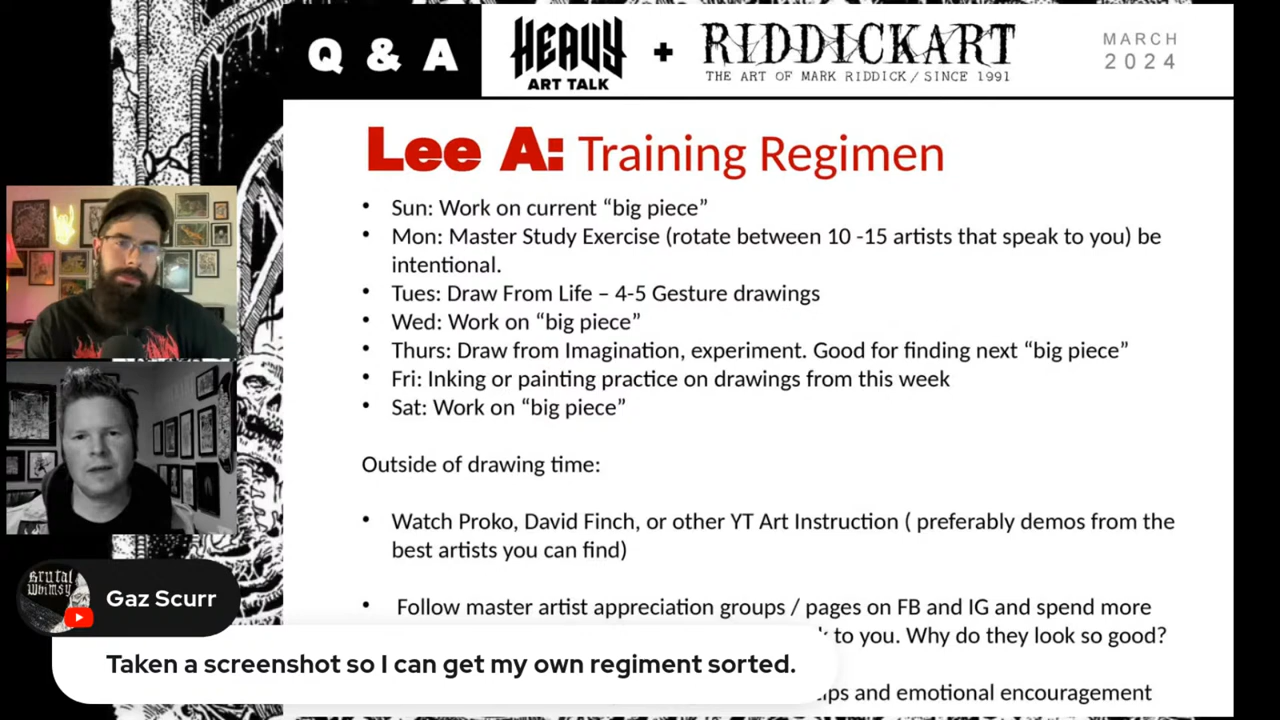 Q & A
HEAVY
ART TALK
+
RIDDICKART
THE ART OF MARK RIDDICK / SINCE 1991
MARCH
2024
Lee A: Training Regimen
• Sun: Work on current “big piece”
• Mon: Master Study Exercise (rotate between 10 -15 artists that speak to you) be
intentional.
• Tues: Draw From Life – 4-5 Gesture drawings
• Wed: Work on “big piece”
• Thurs: Draw from Imagination, experiment. Good for finding next “big piece”
• Fri: Inking or painting practice on drawings from this week
• Sat: Work on “big piece”
Outside of drawing time:
• Watch Proko, David Finch, or other YT Art Instruction ( preferably demos from the
best artists you can find)
• Follow master artist appreciation groups / pages on FB and IG and spend more
to you. Why do they look so good?
and emotional encouragement
Brutal
Whimsy
Gaz Scurr
Taken a screenshot so I can get my own regiment sorted.